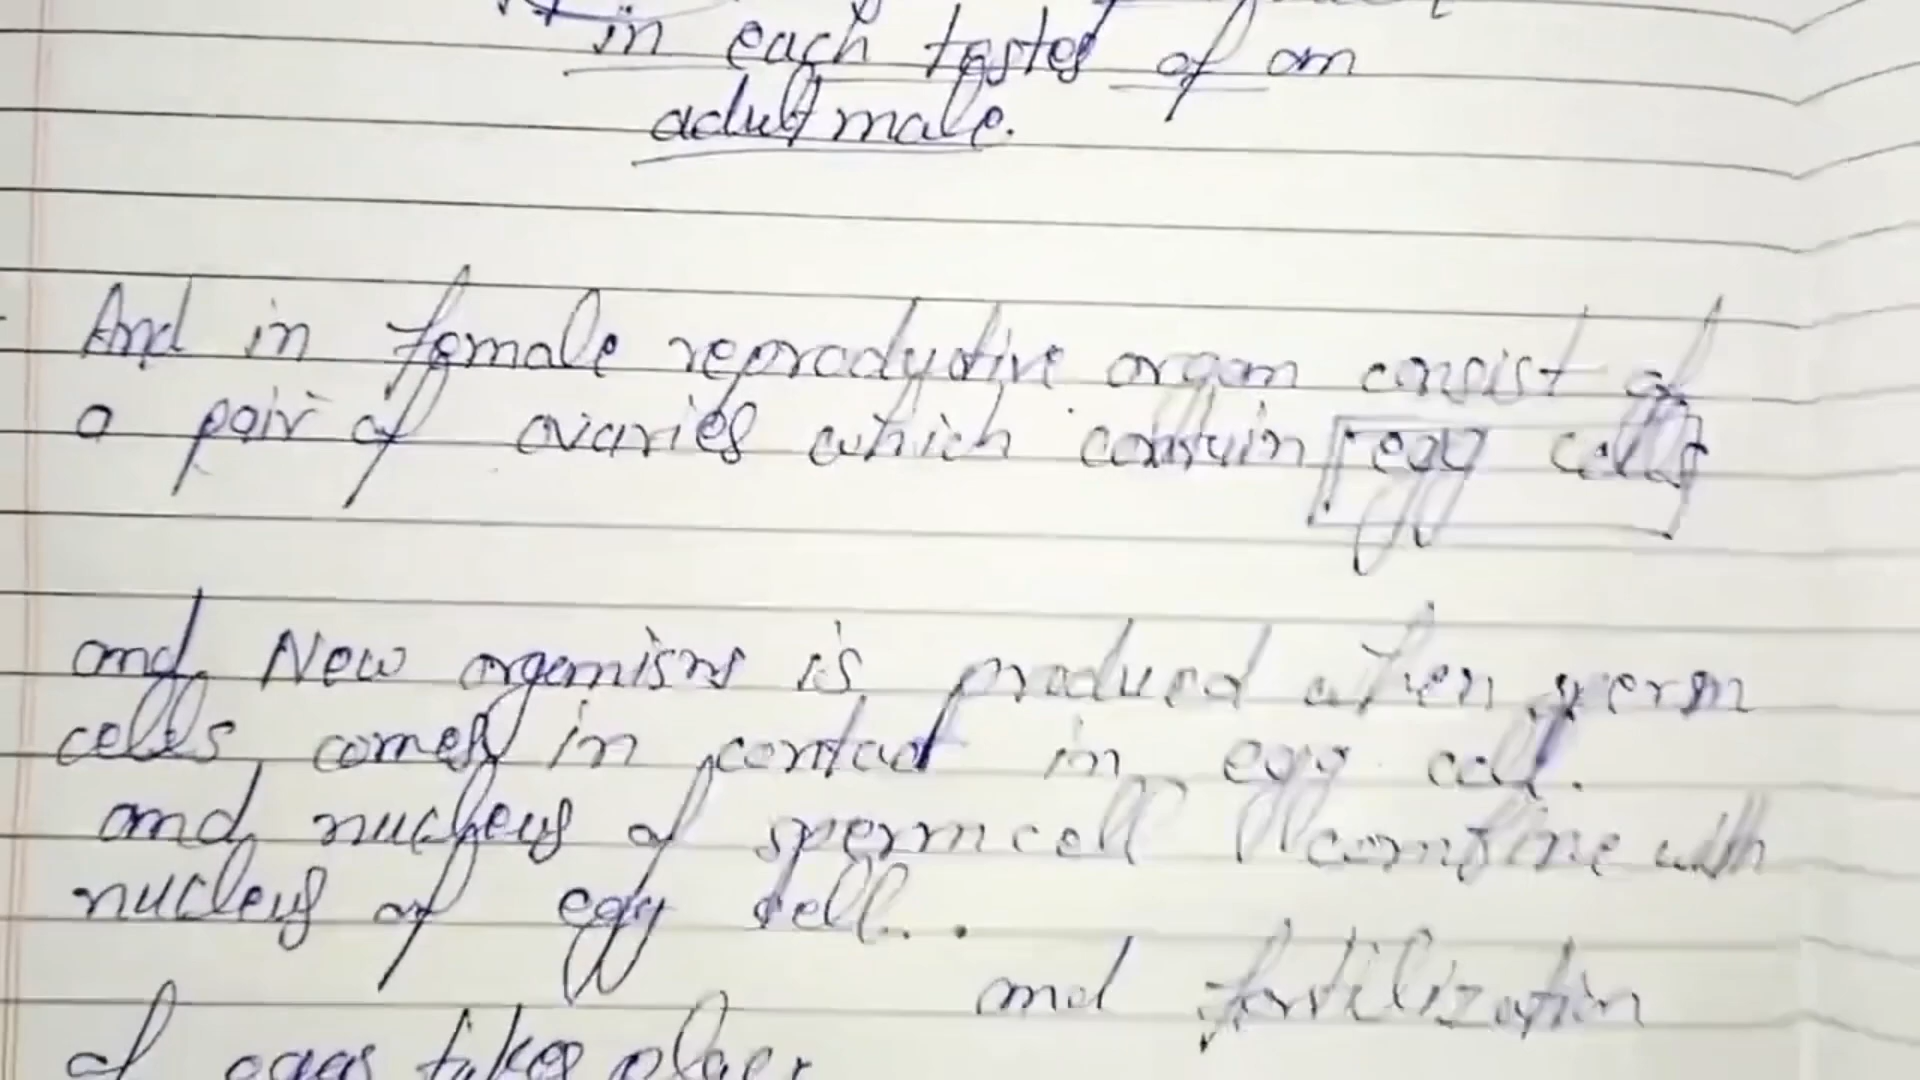 in each testes of an
adult male.
And in female reproductive organ consist of
a pair of ovaries which contain egg cells
and New organisms is produced when sperm
cells comes in contact in egg cell.
and nucleus of sperm cell combine with
nucleus of egg cell..
and fertilization
of eggs takes place.